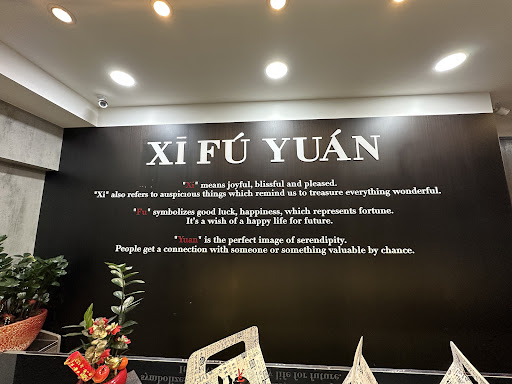 XĪ FÚ YUÁN
"Xi" means joyful, blissful and pleased.
"Xi" also refers to auspicious things which remind us to treasure everything wonderful.
"Fu" symbolizes good luck, happiness, which represents fortune.
It's a wish of a happy life for future.
"Yuan" is the perfect image of serendipity.
People get a connection with someone or something valuable by chance.